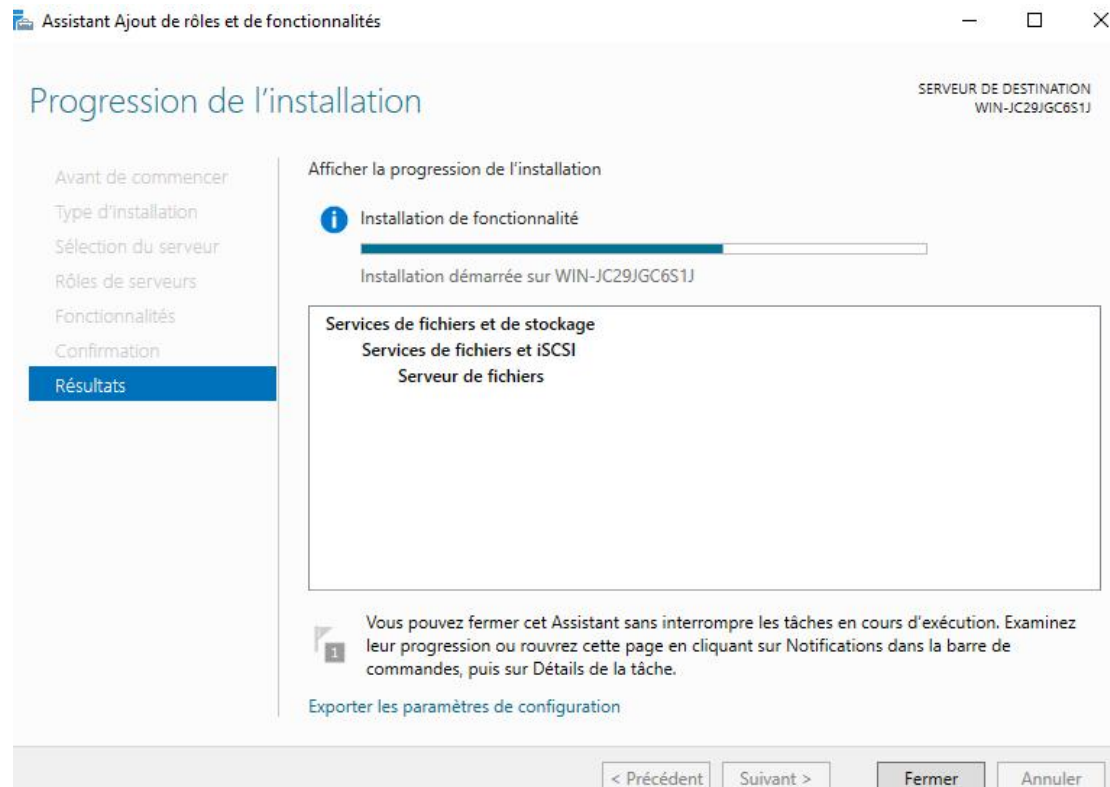 Assistant Ajout de rôles et de fonctionnalités
Progression de l'installation
SERVEUR DE DESTINATION
WIN-JC29JGC6S1J
Avant de commencer
Type d'installation
Sélection du serveur
Rôles de serveurs
Fonctionnalités
Confirmation
Résultats
Afficher la progression de l'installation
Installation de fonctionnalité
Installation démarrée sur WIN-JC29JGC6S1J
Services de fichiers et de stockage
Services de fichiers et iSCSI
Serveur de fichiers
1
Vous pouvez fermer cet Assistant sans interrompre les tâches en cours d'exécution. Examinez
leur progression ou rouvrez cette page en cliquant sur Notifications dans la barre de
commandes, puis sur Détails de la tâche.
Exporter les paramètres de configuration
< Précédent
Suivant >
Fermer
Annuler